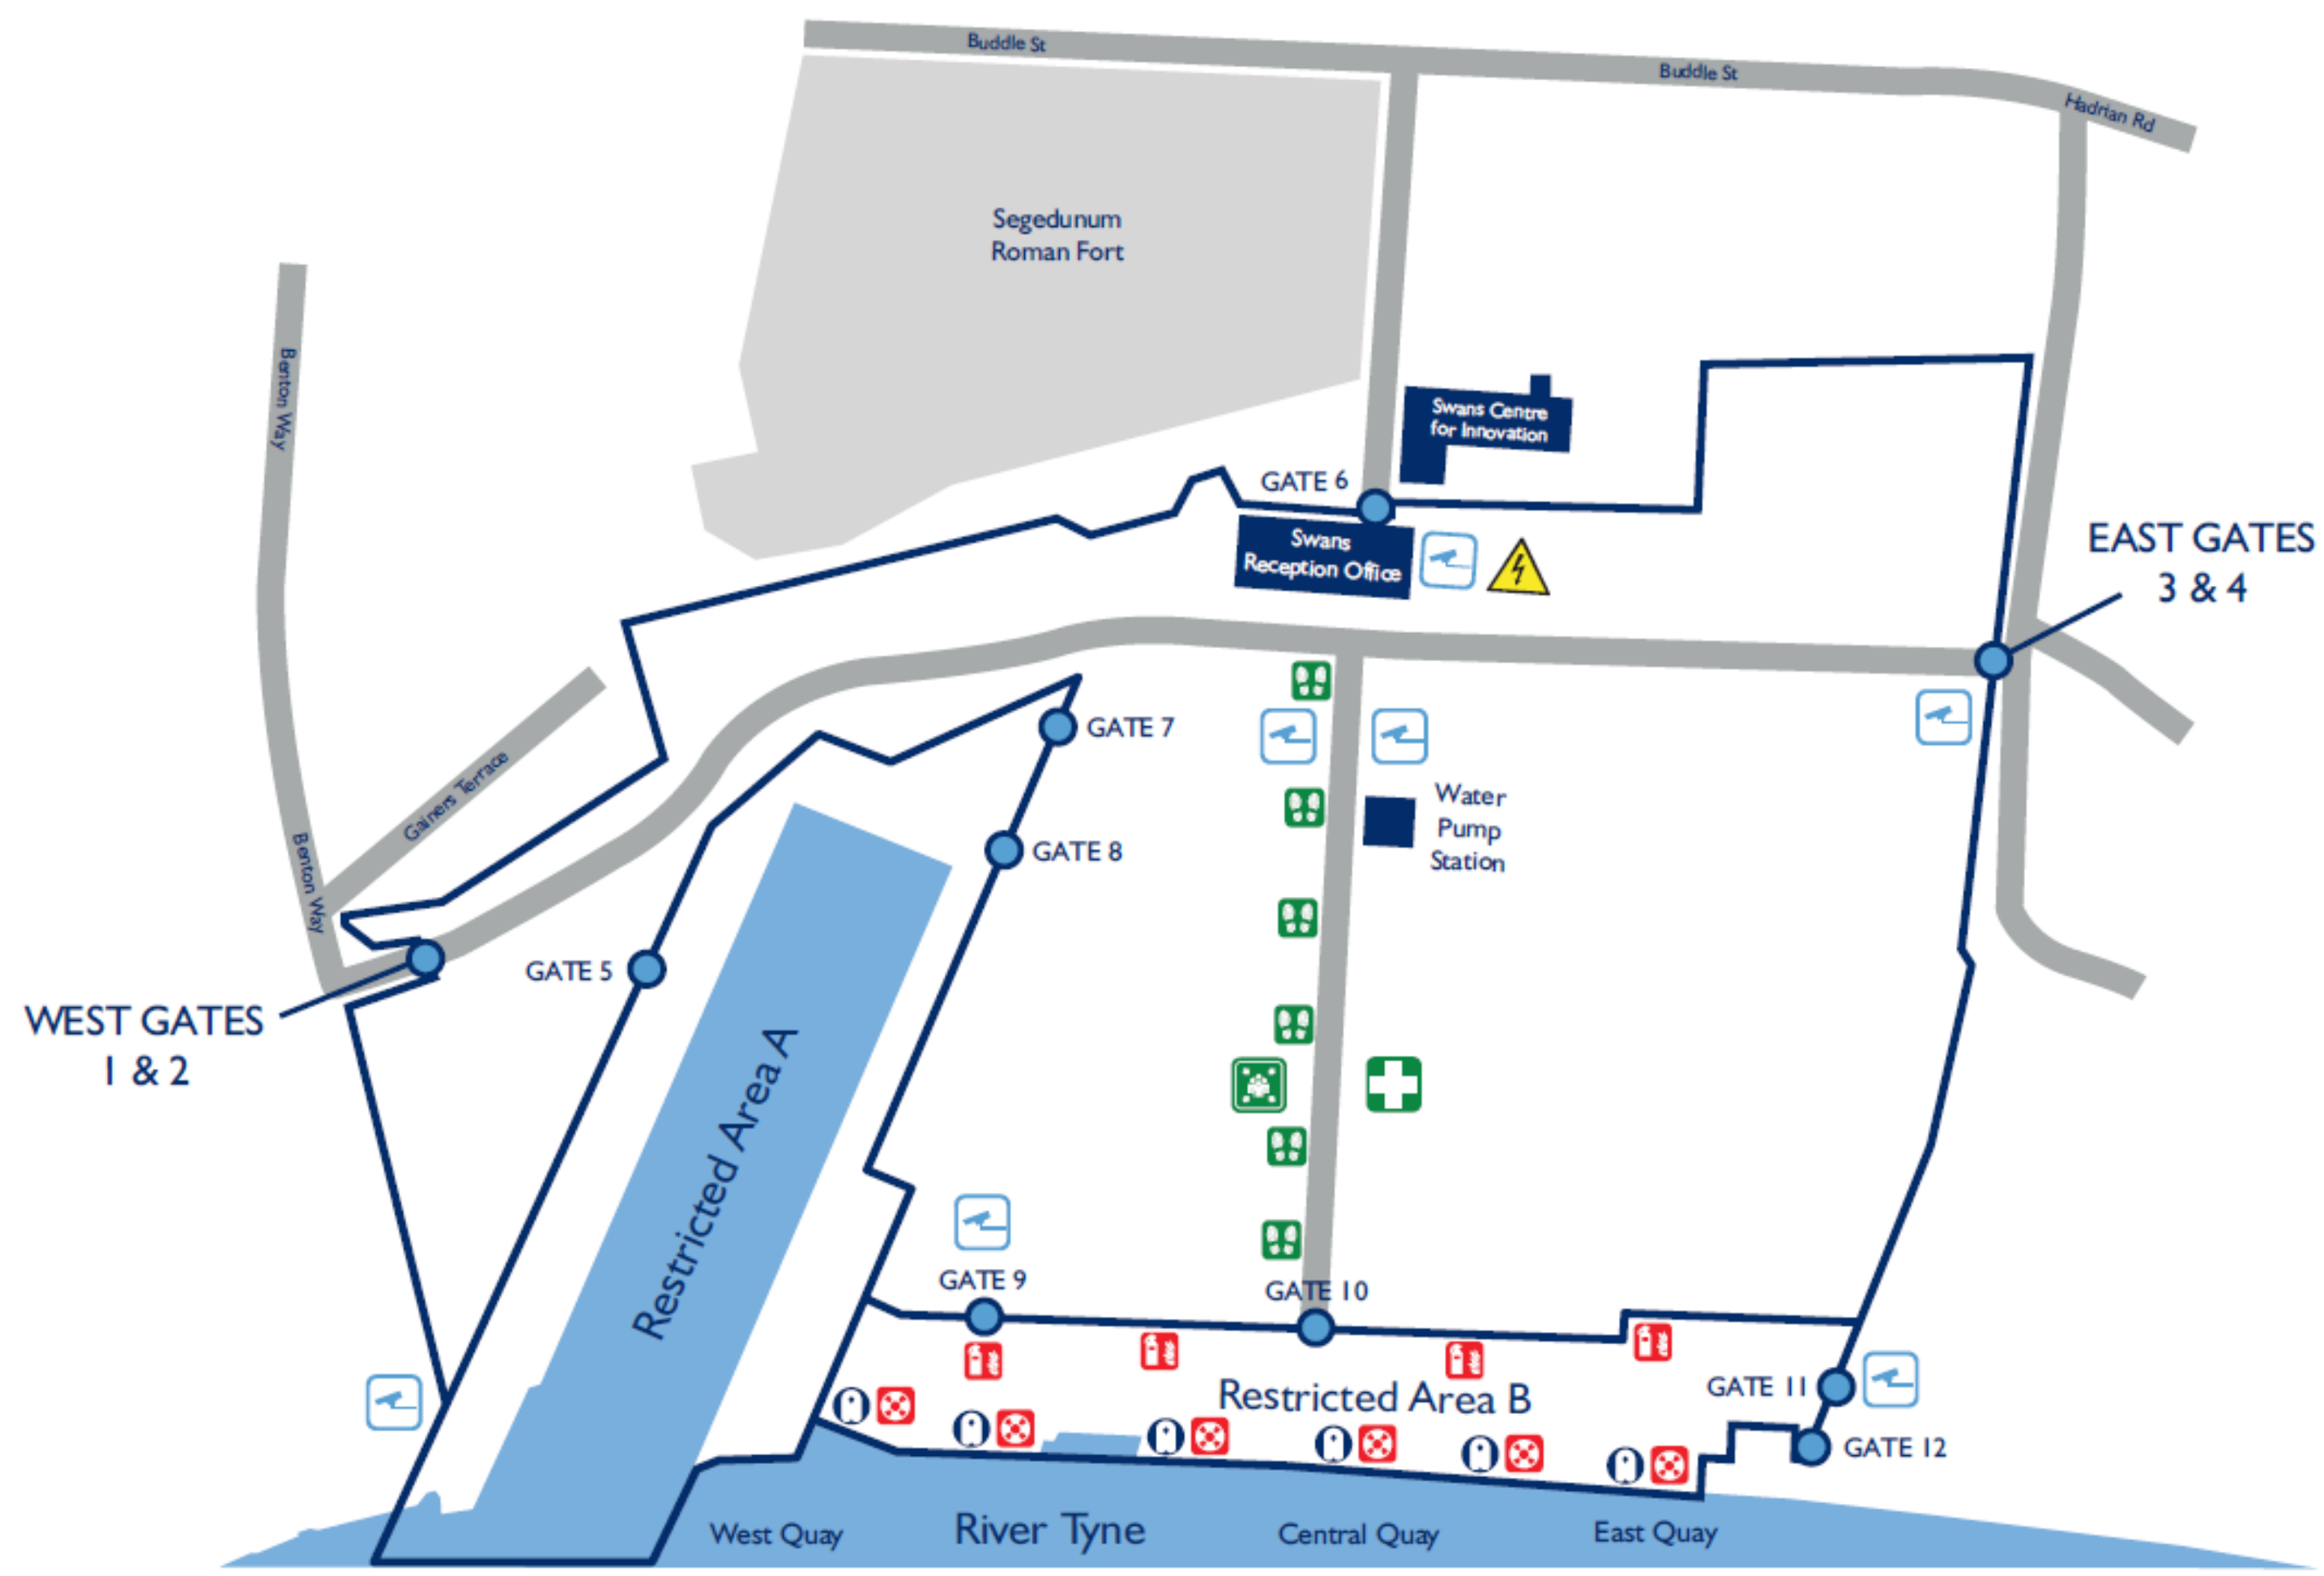 Buddle St
Buddle St
Hadrian Rd
Segedunum
Roman Fort
Benton Way
Swans Centre
for Innovation
GATE 6
Swans
Reception Office
EAST GATES
3 & 4
GATE 7
Gainers Terrace
GATE 8
Water
Pump
Station
Benton Way
GATE 5
WEST GATES
1 & 2
Restricted Area A
GATE 9
GATE 10
Restricted Area B
GATE 11
GATE 12
West Quay
River Tyne
Central Quay
East Quay